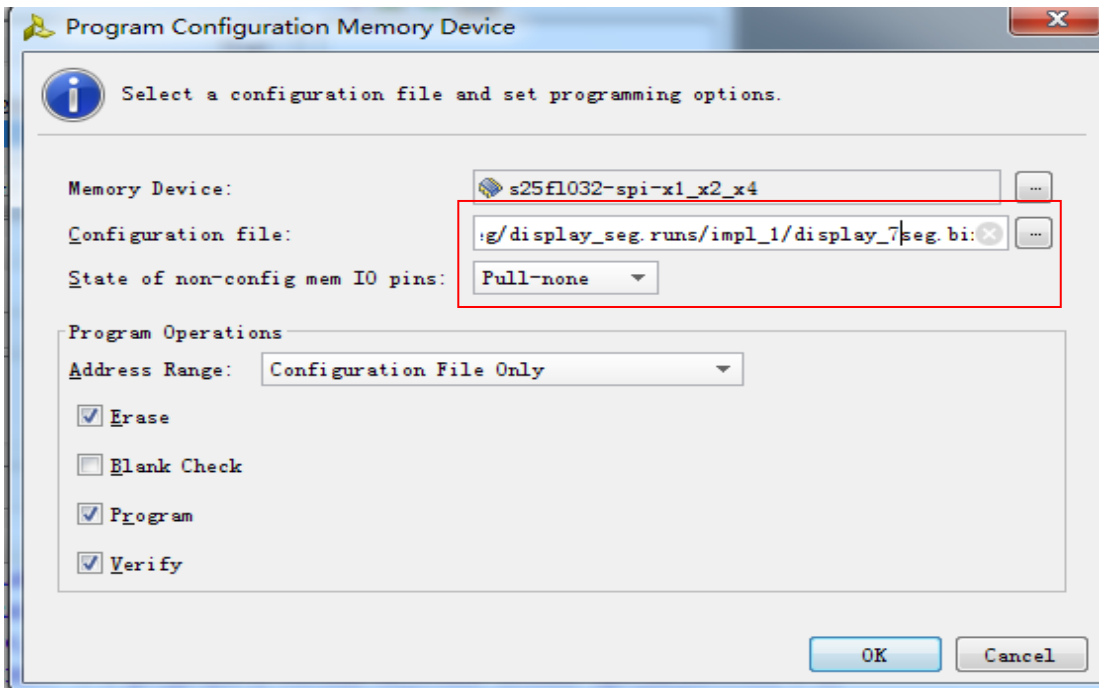 Program Configuration Memory Device
Select a configuration file and set programming options.
Memory Device: s25fl032-spi-x1_x2_x4 ...
Configuration file: g/display_seg.runs/impl_1/display_7seg.bi ...
State of non-config mem IO pins: Pull-none
Program Operations
Address Range: Configuration File Only
Erase
Blank Check
Program
Verify
OK Cancel